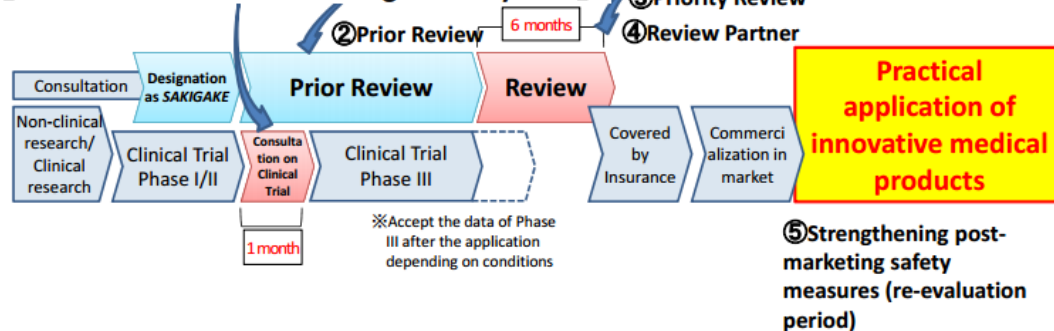 ③Priority Review
6 months
②Prior Review
④Review Partner
Consultation
Designation
as SAKIGAKE
Prior Review
Review
Practical
application of
innovative medical
products
Non-clinical
research/
Clinical
research
Clinical Trial
Phase I/II
Consulta
tion on
Clinical
Trial
Clinical Trial
Phase III
Covered
by
Insurance
Commerci
alization in
market
1 month
※Accept the data of Phase
III after the application
depending on conditions
⑤Strengthening post-
marketing safety
measures (re-evaluation
period)